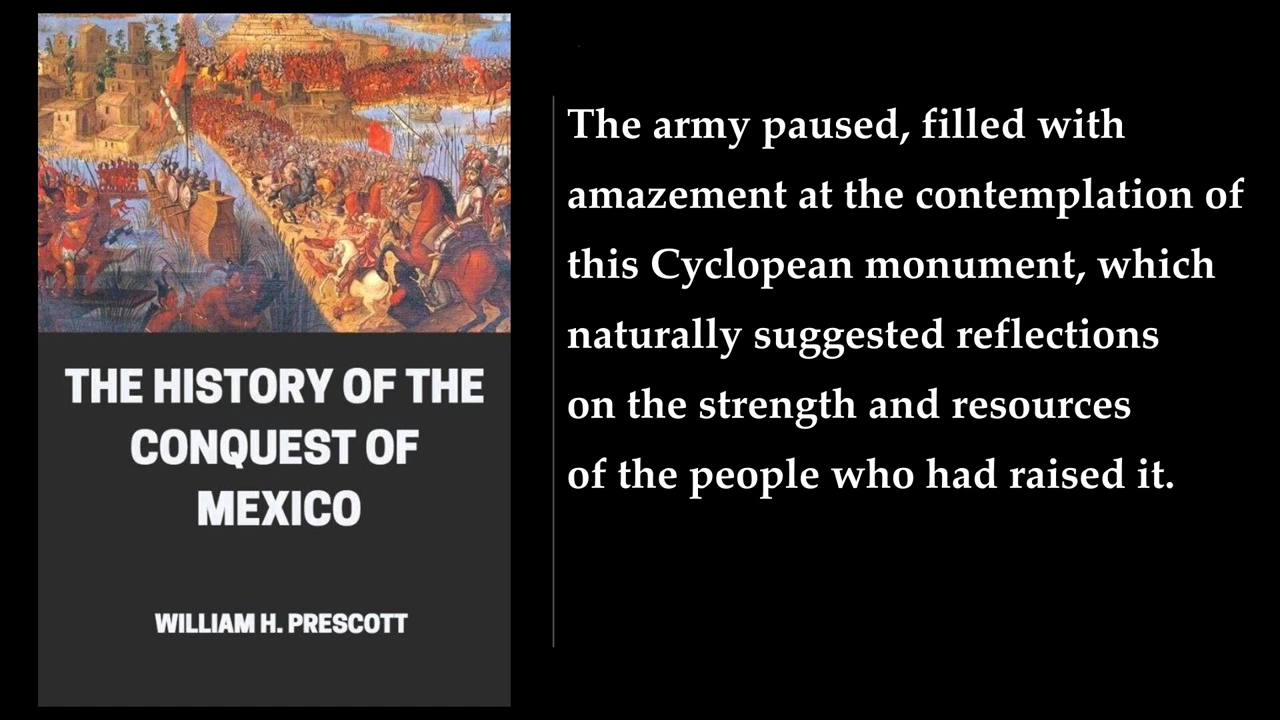 THE HISTORY OF THE
CONQUEST OF
MEXICO
WILLIAM H. PRESCOTT
The army paused, filled with
amazement at the contemplation of
this Cyclopean monument, which
naturally suggested reflections
on the strength and resources
of the people who had raised it.